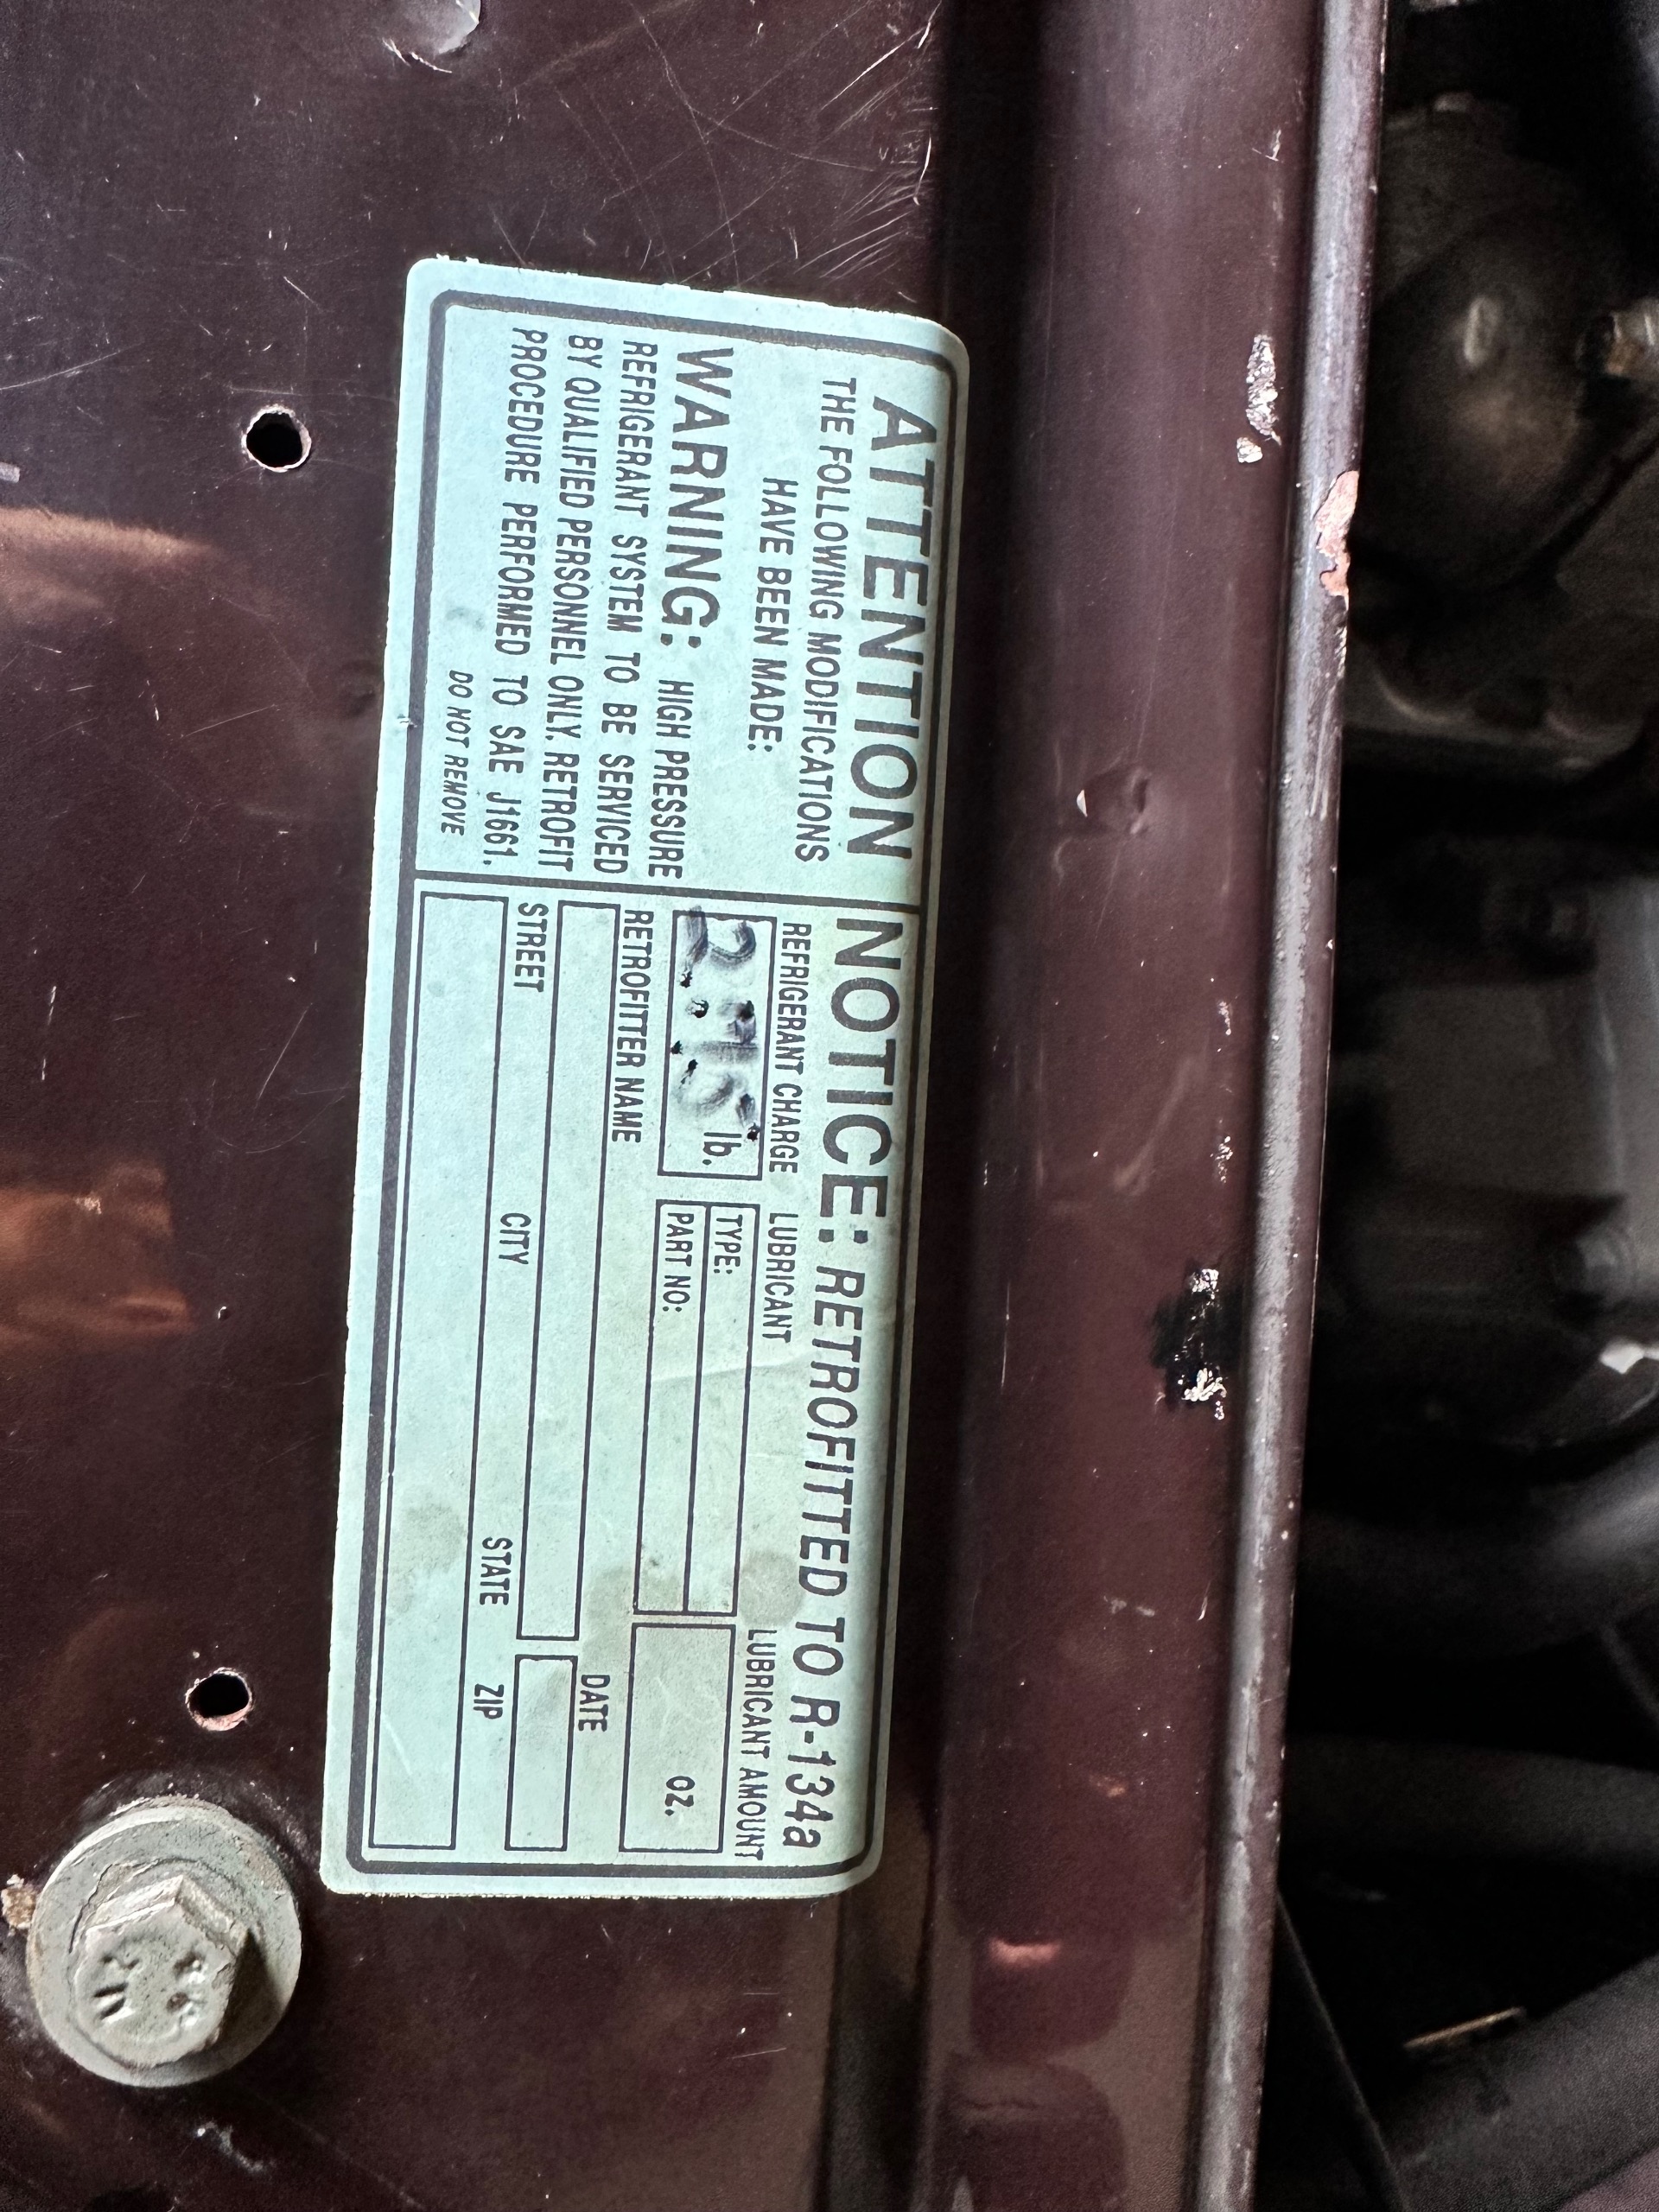 ATTENTION
THE FOLLOWING MODIFICATIONS
HAVE BEEN MADE:
WARNING: HIGH PRESSURE
REFRIGERANT SYSTEM TO BE SERVICED
BY QUALIFIED PERSONNEL ONLY. RETROFIT
PROCEDURE PERFORMED TO SAE J1661.
DO NOT REMOVE
NOTICE: RETROFITTED TO R-134a
REFRIGERANT CHARGE LUBRICANT LUBRICANT AMOUNT
lb. TYPE:
PART NO: oz.
RETROFITTER NAME DATE
STREET CITY STATE ZIP